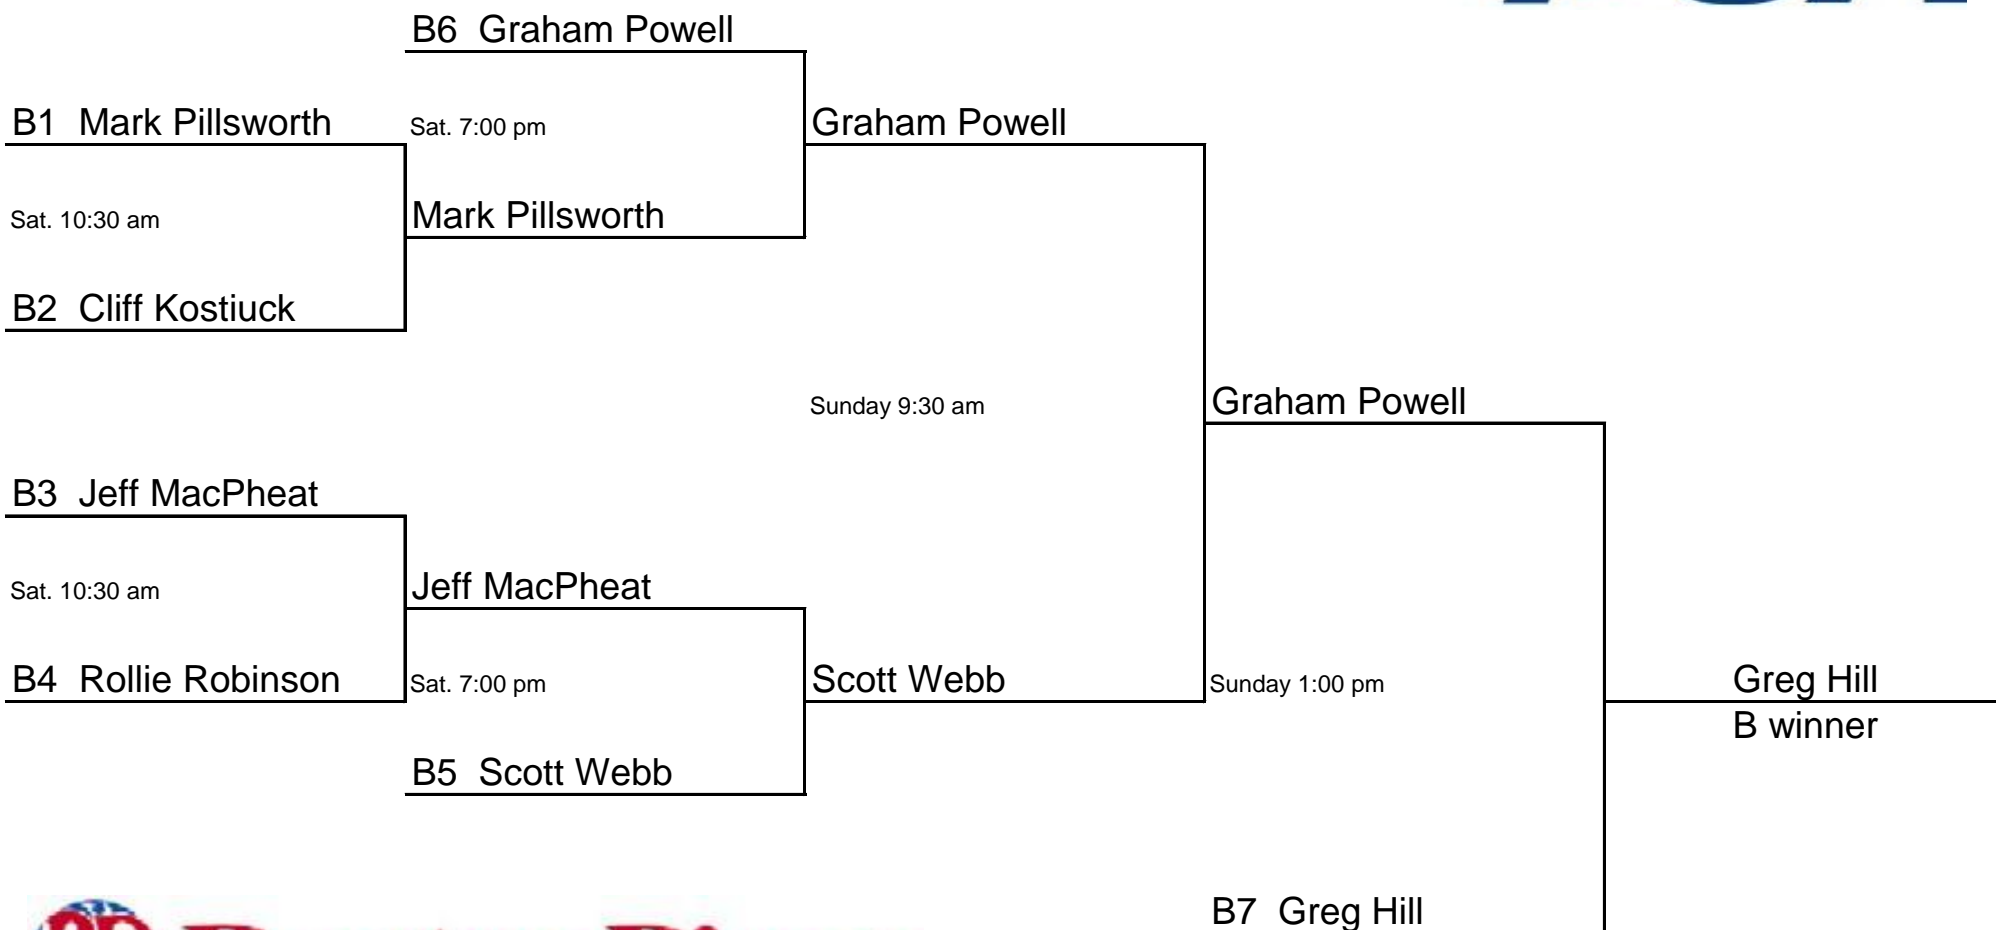 B6 Graham Powell
B1 Mark Pillsworth
Sat. 7:00 pm
Graham Powell
Sat. 10:30 am
Mark Pillsworth
B2 Cliff Kostiuck
Sunday 9:30 am
Graham Powell
B3 Jeff MacPheat
Sat. 10:30 am
Jeff MacPheat
B4 Rollie Robinson
Sat. 7:00 pm
Scott Webb
Sunday 1:00 pm
Greg Hill
B winner
B5 Scott Webb
B7 Greg Hill